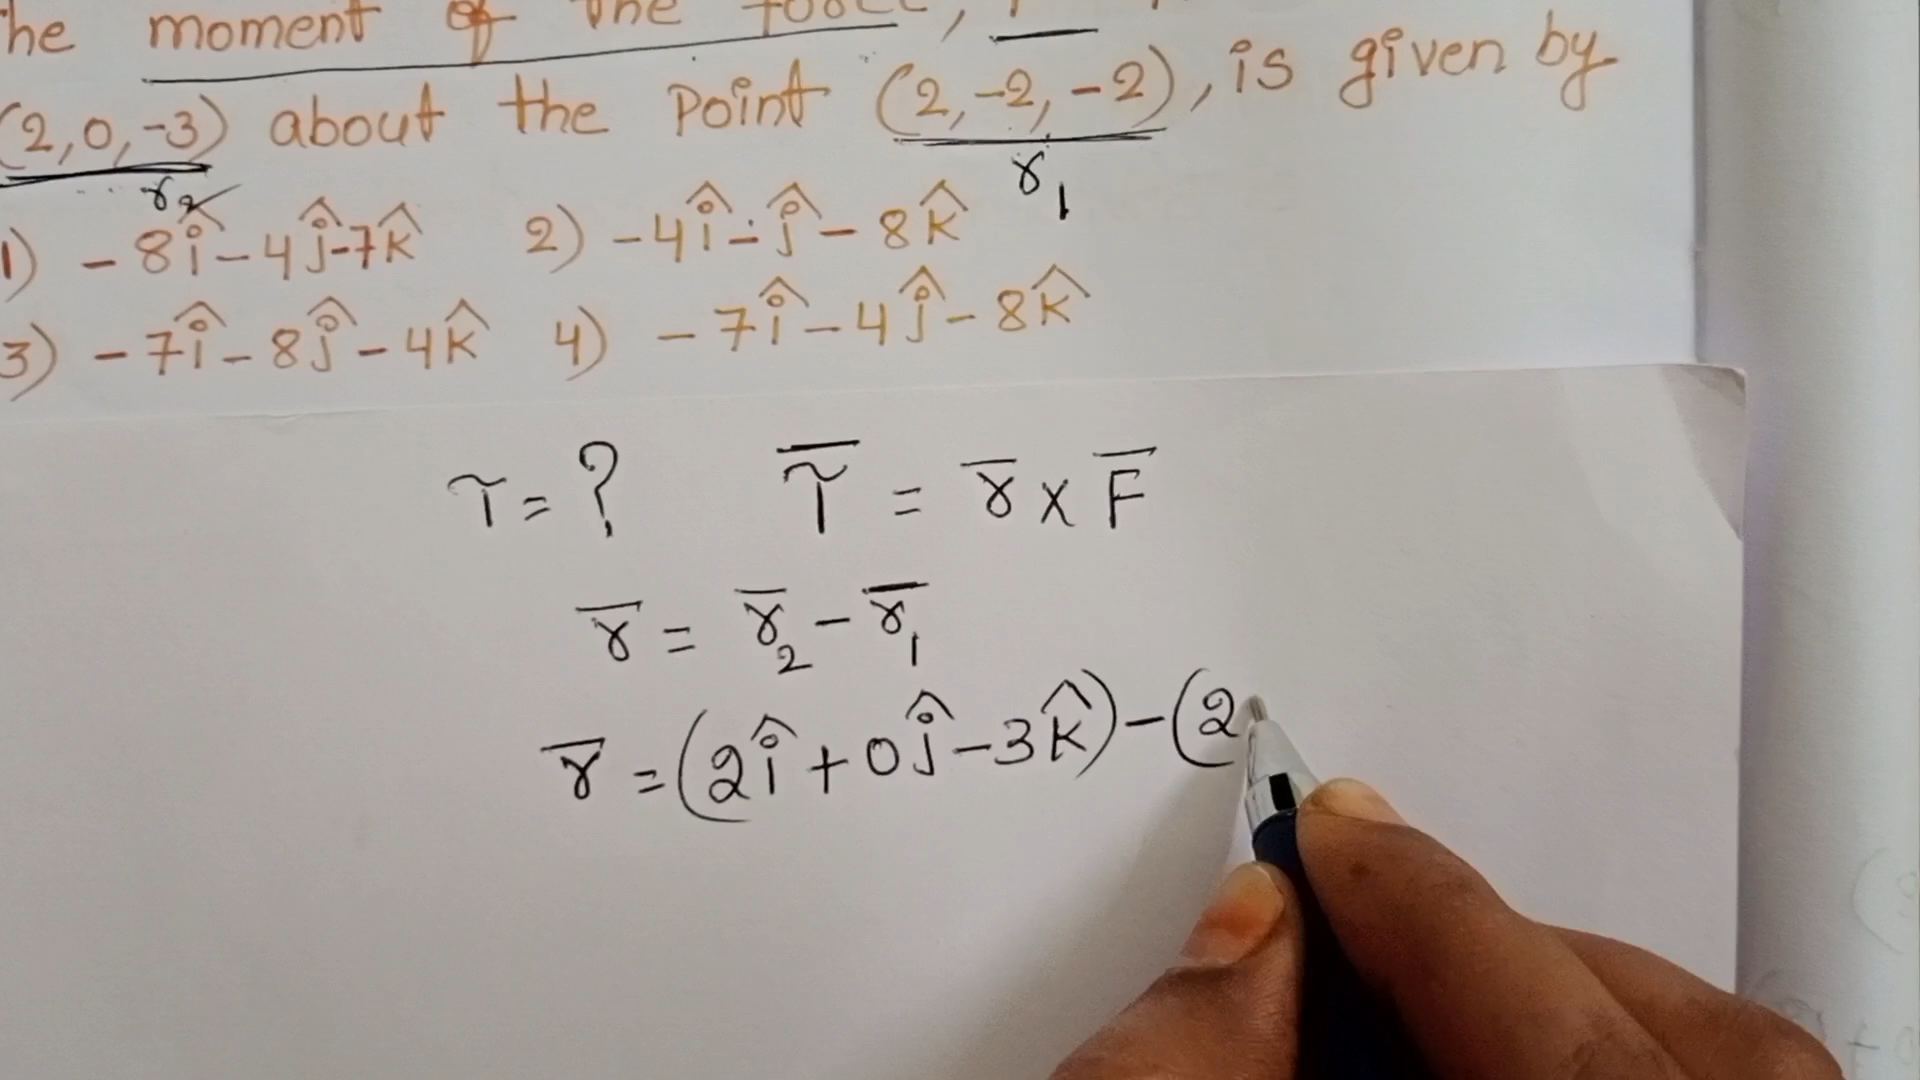 he moment of the force,
(2,0,-3) about the point (2,-2,-2), is given by
r₂ r₁
1) -8î-4ĵ-7k̂ 2) -4î-ĵ-8k̂
3) -7î-8ĵ-4k̂ 4) -7î-4ĵ-8k̂
τ=? τ̅ = r̅ x F̅
r̅ = r̅₂ - r̅₁
r̅ =(2î+0ĵ-3k̂)-(2